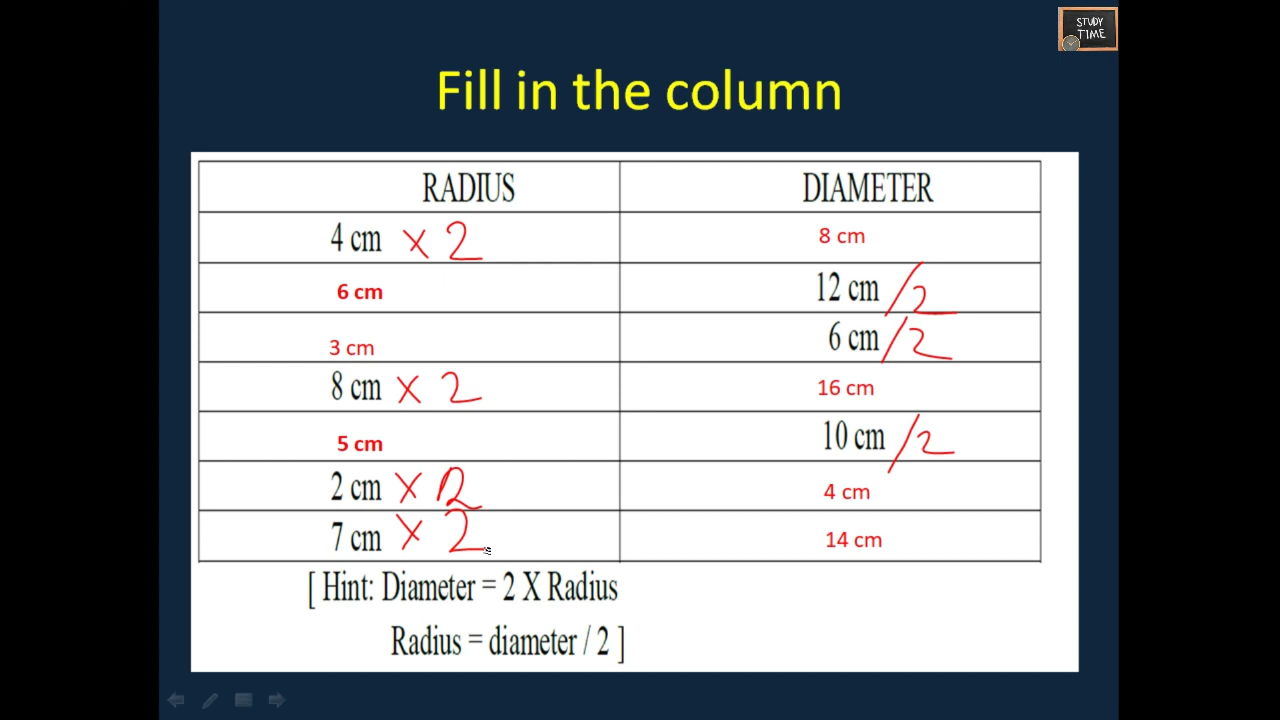 STUDY
TIME
Fill in the column
RADIUS DIAMETER
4 cm × 2 8 cm
6 cm 12 cm /2
3 cm 6 cm /2
8 cm × 2 16 cm
5 cm 10 cm /2
2 cm × 2 4 cm
7 cm × 2 14 cm
[ Hint: Diameter = 2 X Radius
Radius = diameter / 2 ]